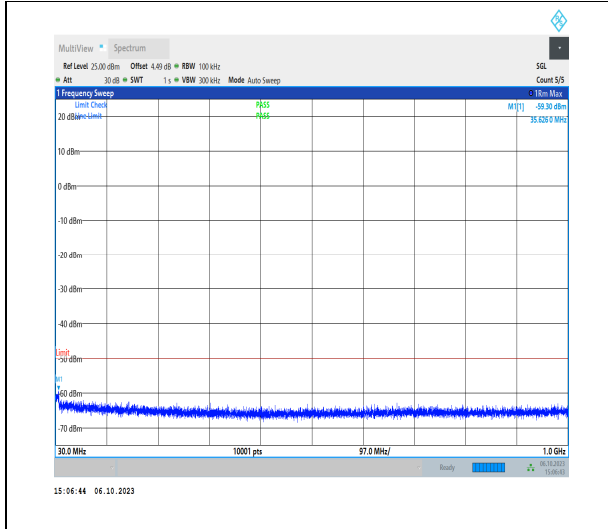 MultiView Spectrum
Ref Level 25.00 dBm Offset 4.49 dB RBW 100 kHz SGL
Att 30 dB SWT 1 s VBW 300 kHz Mode Auto Sweep Count 5/5
1 Frequency Sweep 1Rm Max
Limit Check PASS M1[1] -59.30 dBm
20 dBm Line Limit PASS 35.626 0 MHz
10 dBm
0 dBm
-10 dBm
-20 dBm
-30 dBm
-40 dBm
Limit
-50 dBm
M1
-60 dBm
-70 dBm
30.0 MHz 10001 pts 97.0 MHz/ 1.0 GHz
Ready 06.10.2023
15:06:43
15:06:44 06.10.2023